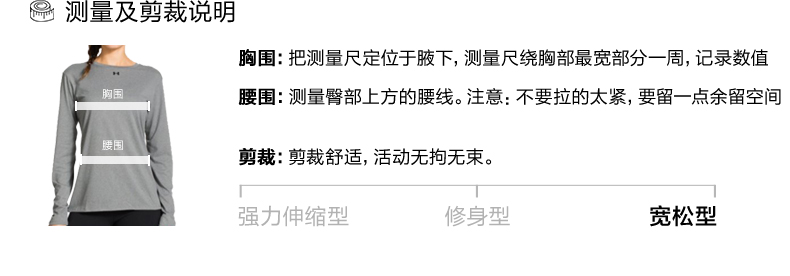 测量及剪裁说明
胸围：把测量尺定位于腋下，测量尺绕胸部最宽部分一周，记录数值
腰围：测量臀部上方的腰线。注意：不要拉的太紧，要留一点余留空间
剪裁：剪裁舒适，活动无拘无束。
强力伸缩型 修身型 宽松型
胸围
腰围